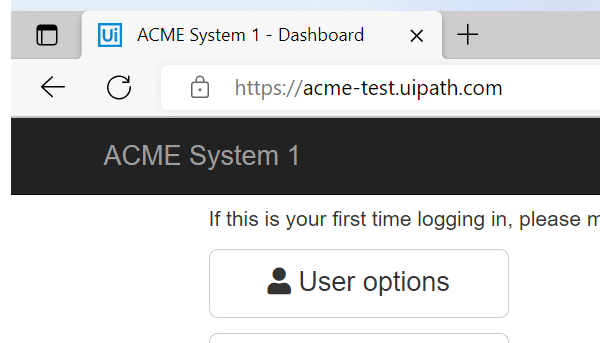 Ui ACME System 1 - Dashboard
https://acme-test.uipath.com
ACME System 1
If this is your first time logging in, please
User options